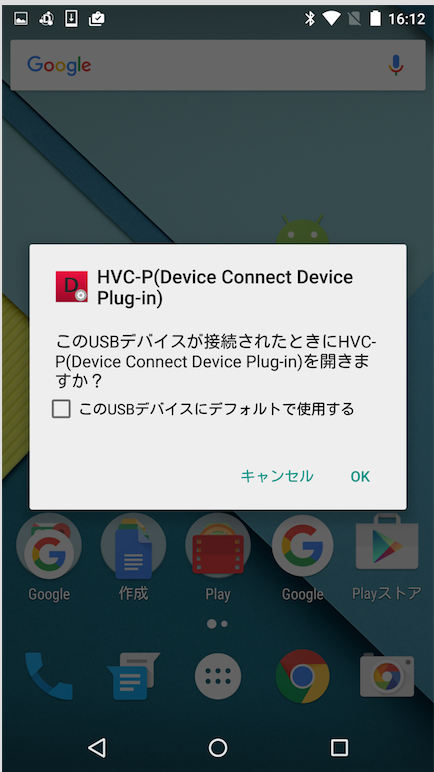 16:12
Google
D
HVC-P(Device Connect Device
Plug-in)
このUSBデバイスが接続されたときにHVC-
P(Device Connect Device Plug-in)を開きま
すか？
このUSBデバイスにデフォルトで使用する
キャンセル OK
Google 作成 Play Google Playストア